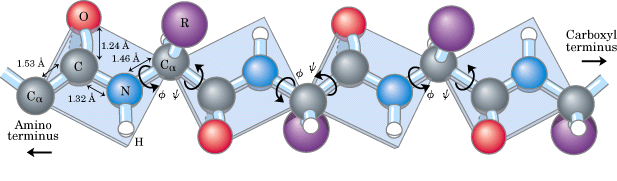 O
R
1.24 Å
1.46 Å
1.53 Å
C
Cα
N
1.32 Å
Cα
ϕ ψ
H
Amino
terminus
ϕ ψ
ϕ ψ
Carboxyl
terminus